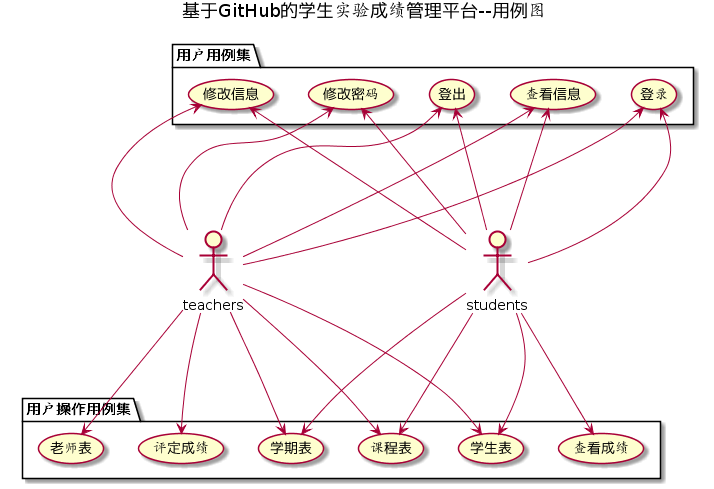 基于GitHub的学生实验成绩管理平台--用例图
用户用例集
修改信息
修改密码
登出
查看信息
登录
teachers
students
用户操作用例集
老师表
评定成绩
学期表
课程表
学生表
查看成绩